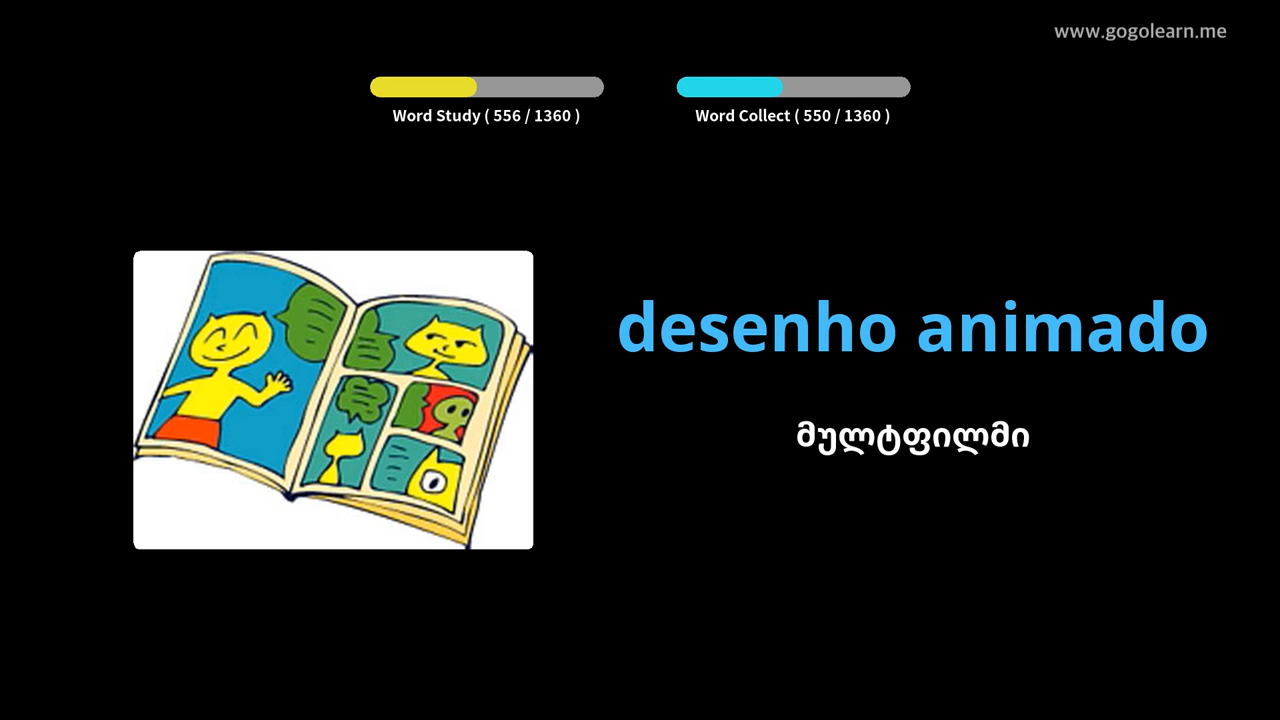 www.gogolearn.me
Word Study ( 556 / 1360 )
Word Collect ( 550 / 1360 )
desenho animado
მულტფილმი